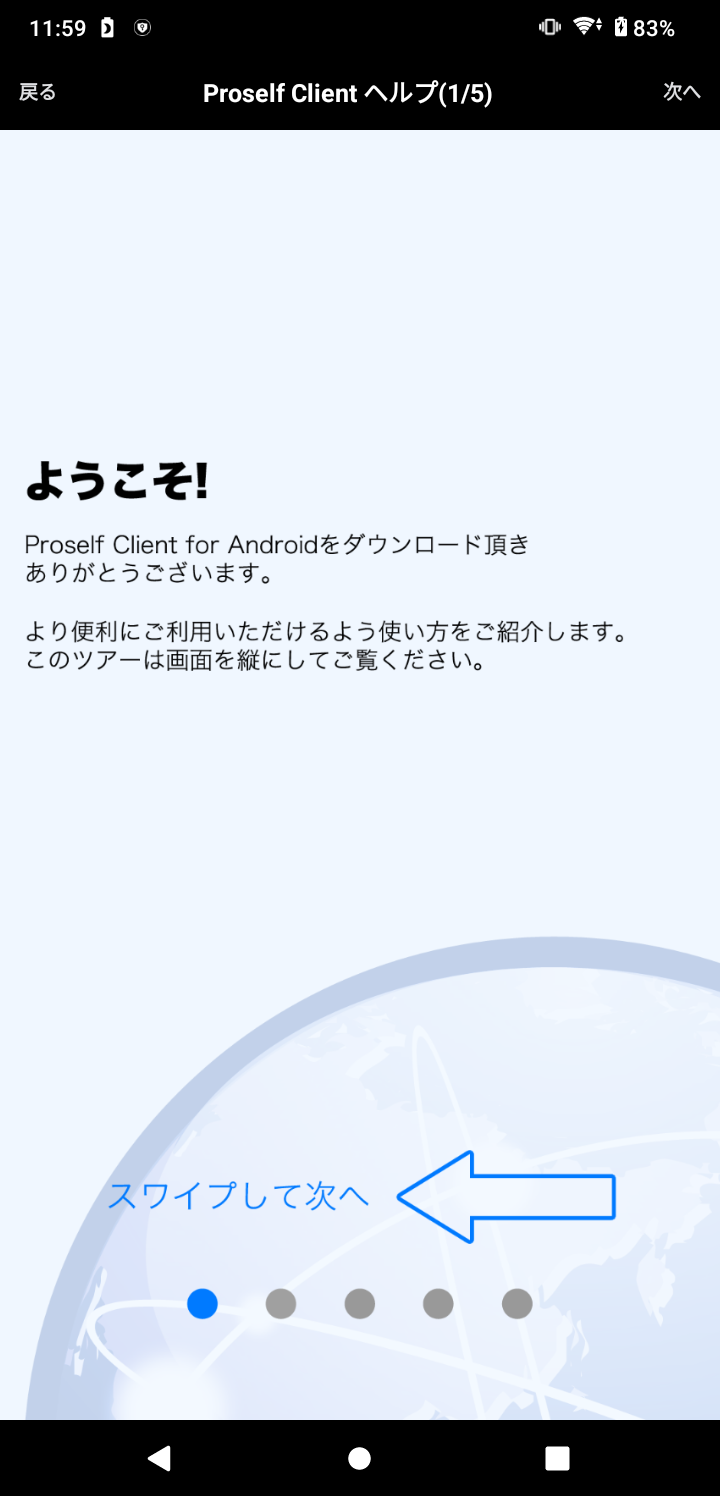 11:59
83%
戻る
Proself Client ヘルプ(1/5)
次へ
ようこそ!
Proself Client for Androidをダウンロード頂き
ありがとうございます。
より便利にご利用いただけるよう使い方をご紹介します。
このツアーは画面を縦にしてご覧ください。
スワイプして次へ